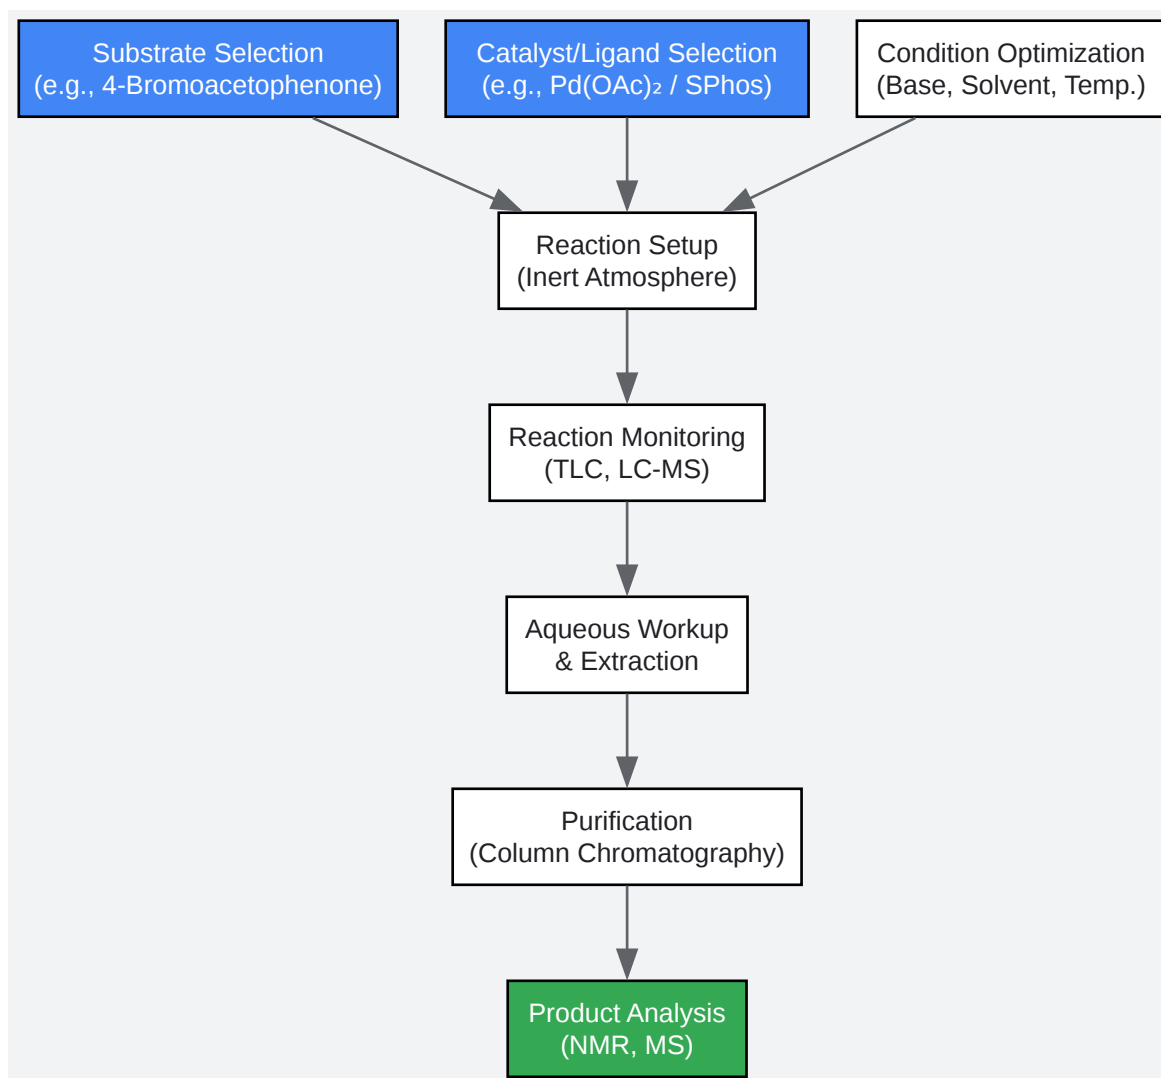 Substrate Selection
(e.g., 4-Bromoacetophenone)
Catalyst/Ligand Selection
(e.g., Pd(OAc)₂ / SPhos)
Condition Optimization
(Base, Solvent, Temp.)
Reaction Setup
(Inert Atmosphere)
Reaction Monitoring
(TLC, LC-MS)
Aqueous Workup
& Extraction
Purification
(Column Chromatography)
Product Analysis
(NMR, MS)